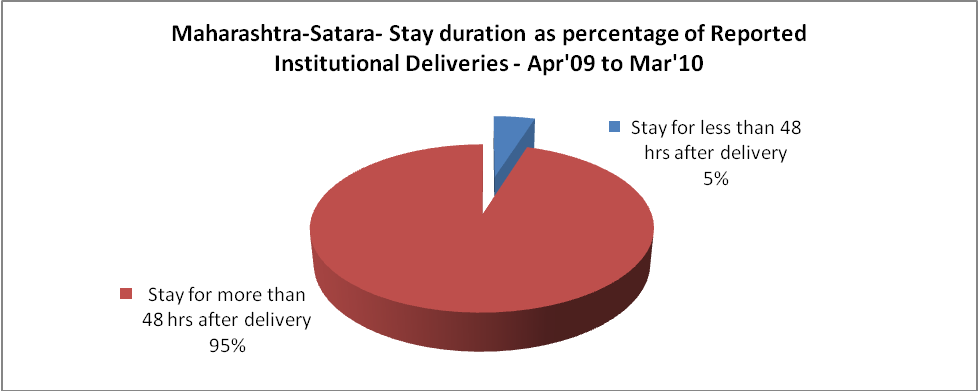 Maharashtra-Satara- Stay duration as percentage of Reported
Institutional Deliveries - Apr'09 to Mar'10
Stay for less than 48
hrs after delivery
5%
Stay for more than
48 hrs after delivery
95%